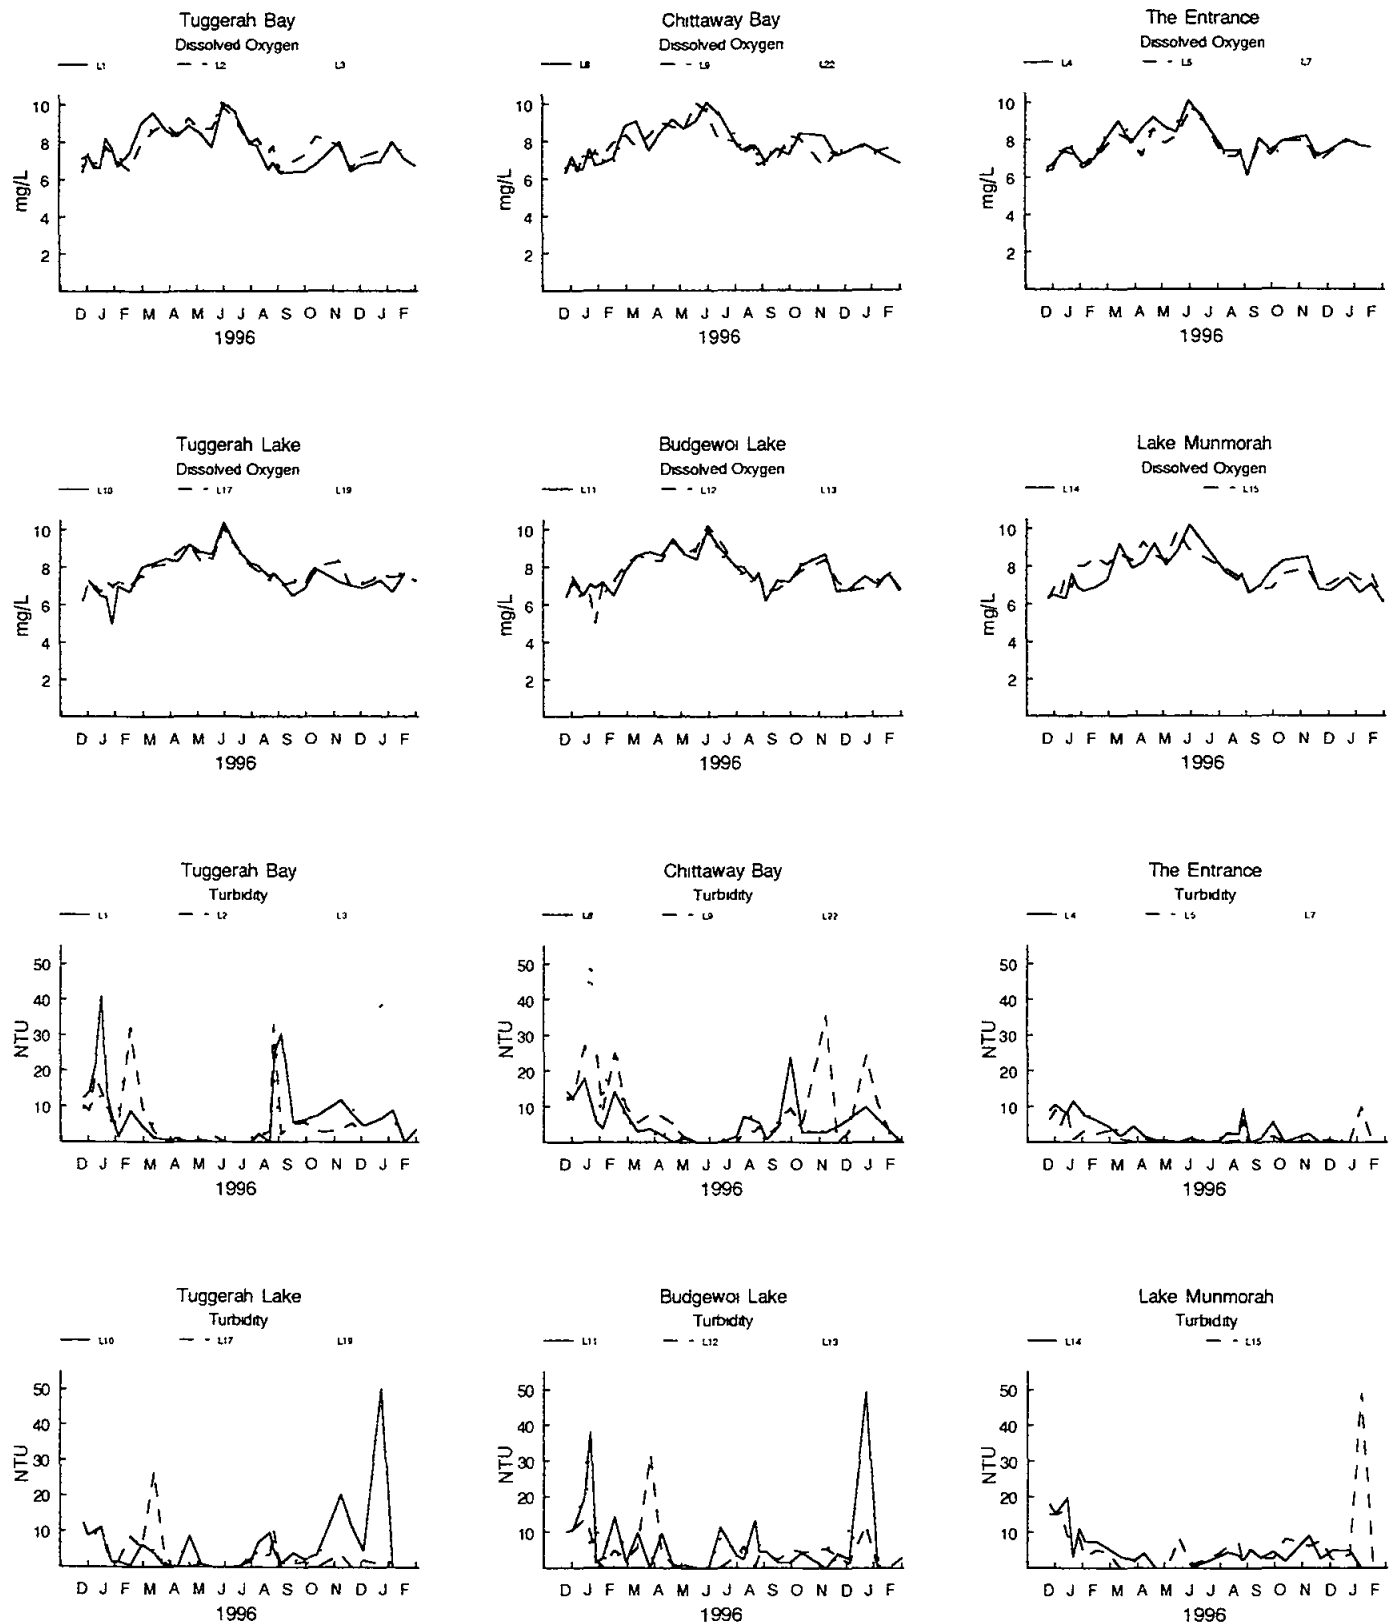 Tuggerah Bay
Dissolved Oxygen
L1 L2 L3
10
8
6
4
2
mg/L
D J F M A M J J A S O N D J F
1996
Chittaway Bay
Dissolved Oxygen
L8 L9 L22
10
8
6
4
2
mg/L
D J F M A M J J A S O N D J F
1996
The Entrance
Dissolved Oxygen
L4 L5 L7
10
8
6
4
2
mg/L
D J F M A M J J A S O N D J F
1996
Tuggerah Lake
Dissolved Oxygen
L10 L17 L19
10
8
6
4
2
mg/L
D J F M A M J J A S O N D J F
1996
Budgewoi Lake
Dissolved Oxygen
L11 L12 L13
10
8
6
4
2
mg/L
D J F M A M J J A S O N D J F
1996
Lake Munmorah
Dissolved Oxygen
L14 L15
10
8
6
4
2
mg/L
D J F M A M J J A S O N D J F
1996
Tuggerah Bay
Turbidity
L1 L2 L3
50
40
30
20
10
NTU
D J F M A M J J A S O N D J F
1996
Chittaway Bay
Turbidity
L8 L9 L22
50
40
30
20
10
NTU
D J F M A M J J A S O N D J F
1996
The Entrance
Turbidity
L4 L5 L7
50
40
30
20
10
NTU
D J F M A M J J A S O N D J F
1996
Tuggerah Lake
Turbidity
L10 L17 L19
50
40
30
20
10
NTU
D J F M A M J J A S O N D J F
1996
Budgewoi Lake
Turbidity
L11 L12 L13
50
40
30
20
10
NTU
D J F M A M J J A S O N D J F
1996
Lake Munmorah
Turbidity
L14 L15
50
40
30
20
10
NTU
D J F M A M J J A S O N D J F
1996